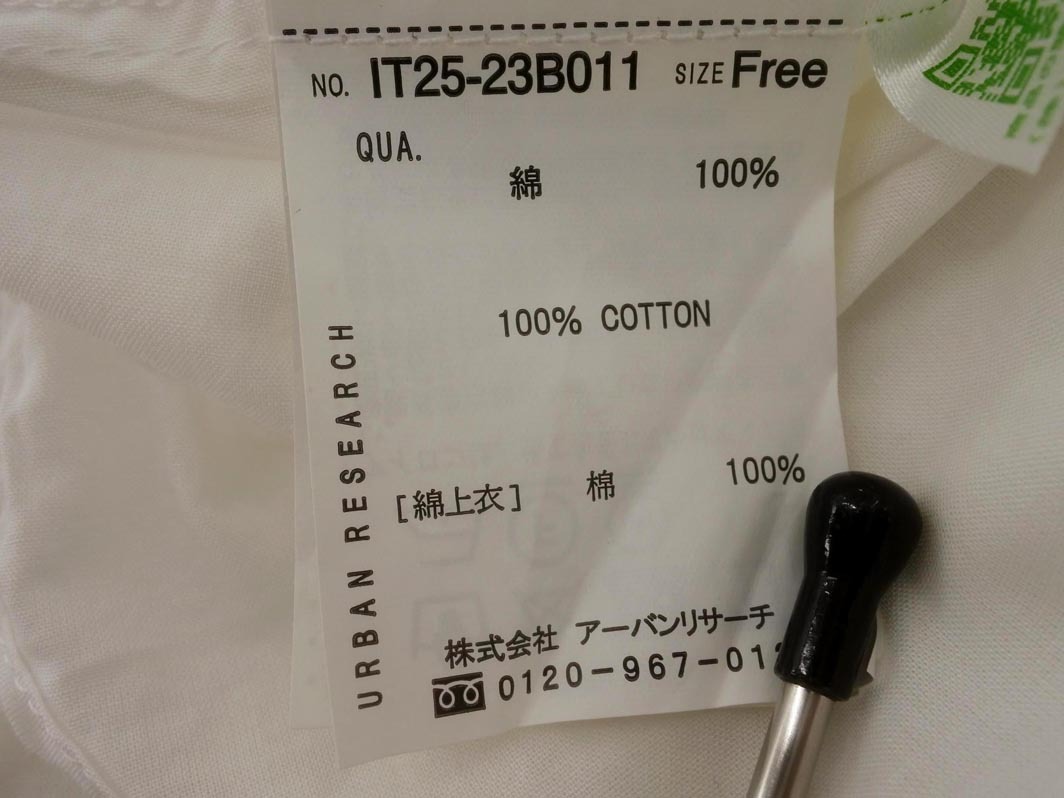 NO. IT25-23B011 SIZE Free
QUA.
綿 100%
100% COTTON
[綿上衣] 棉 100%
URBAN RESEARCH
株式会社 アーバンリサーチ
0120-967-012